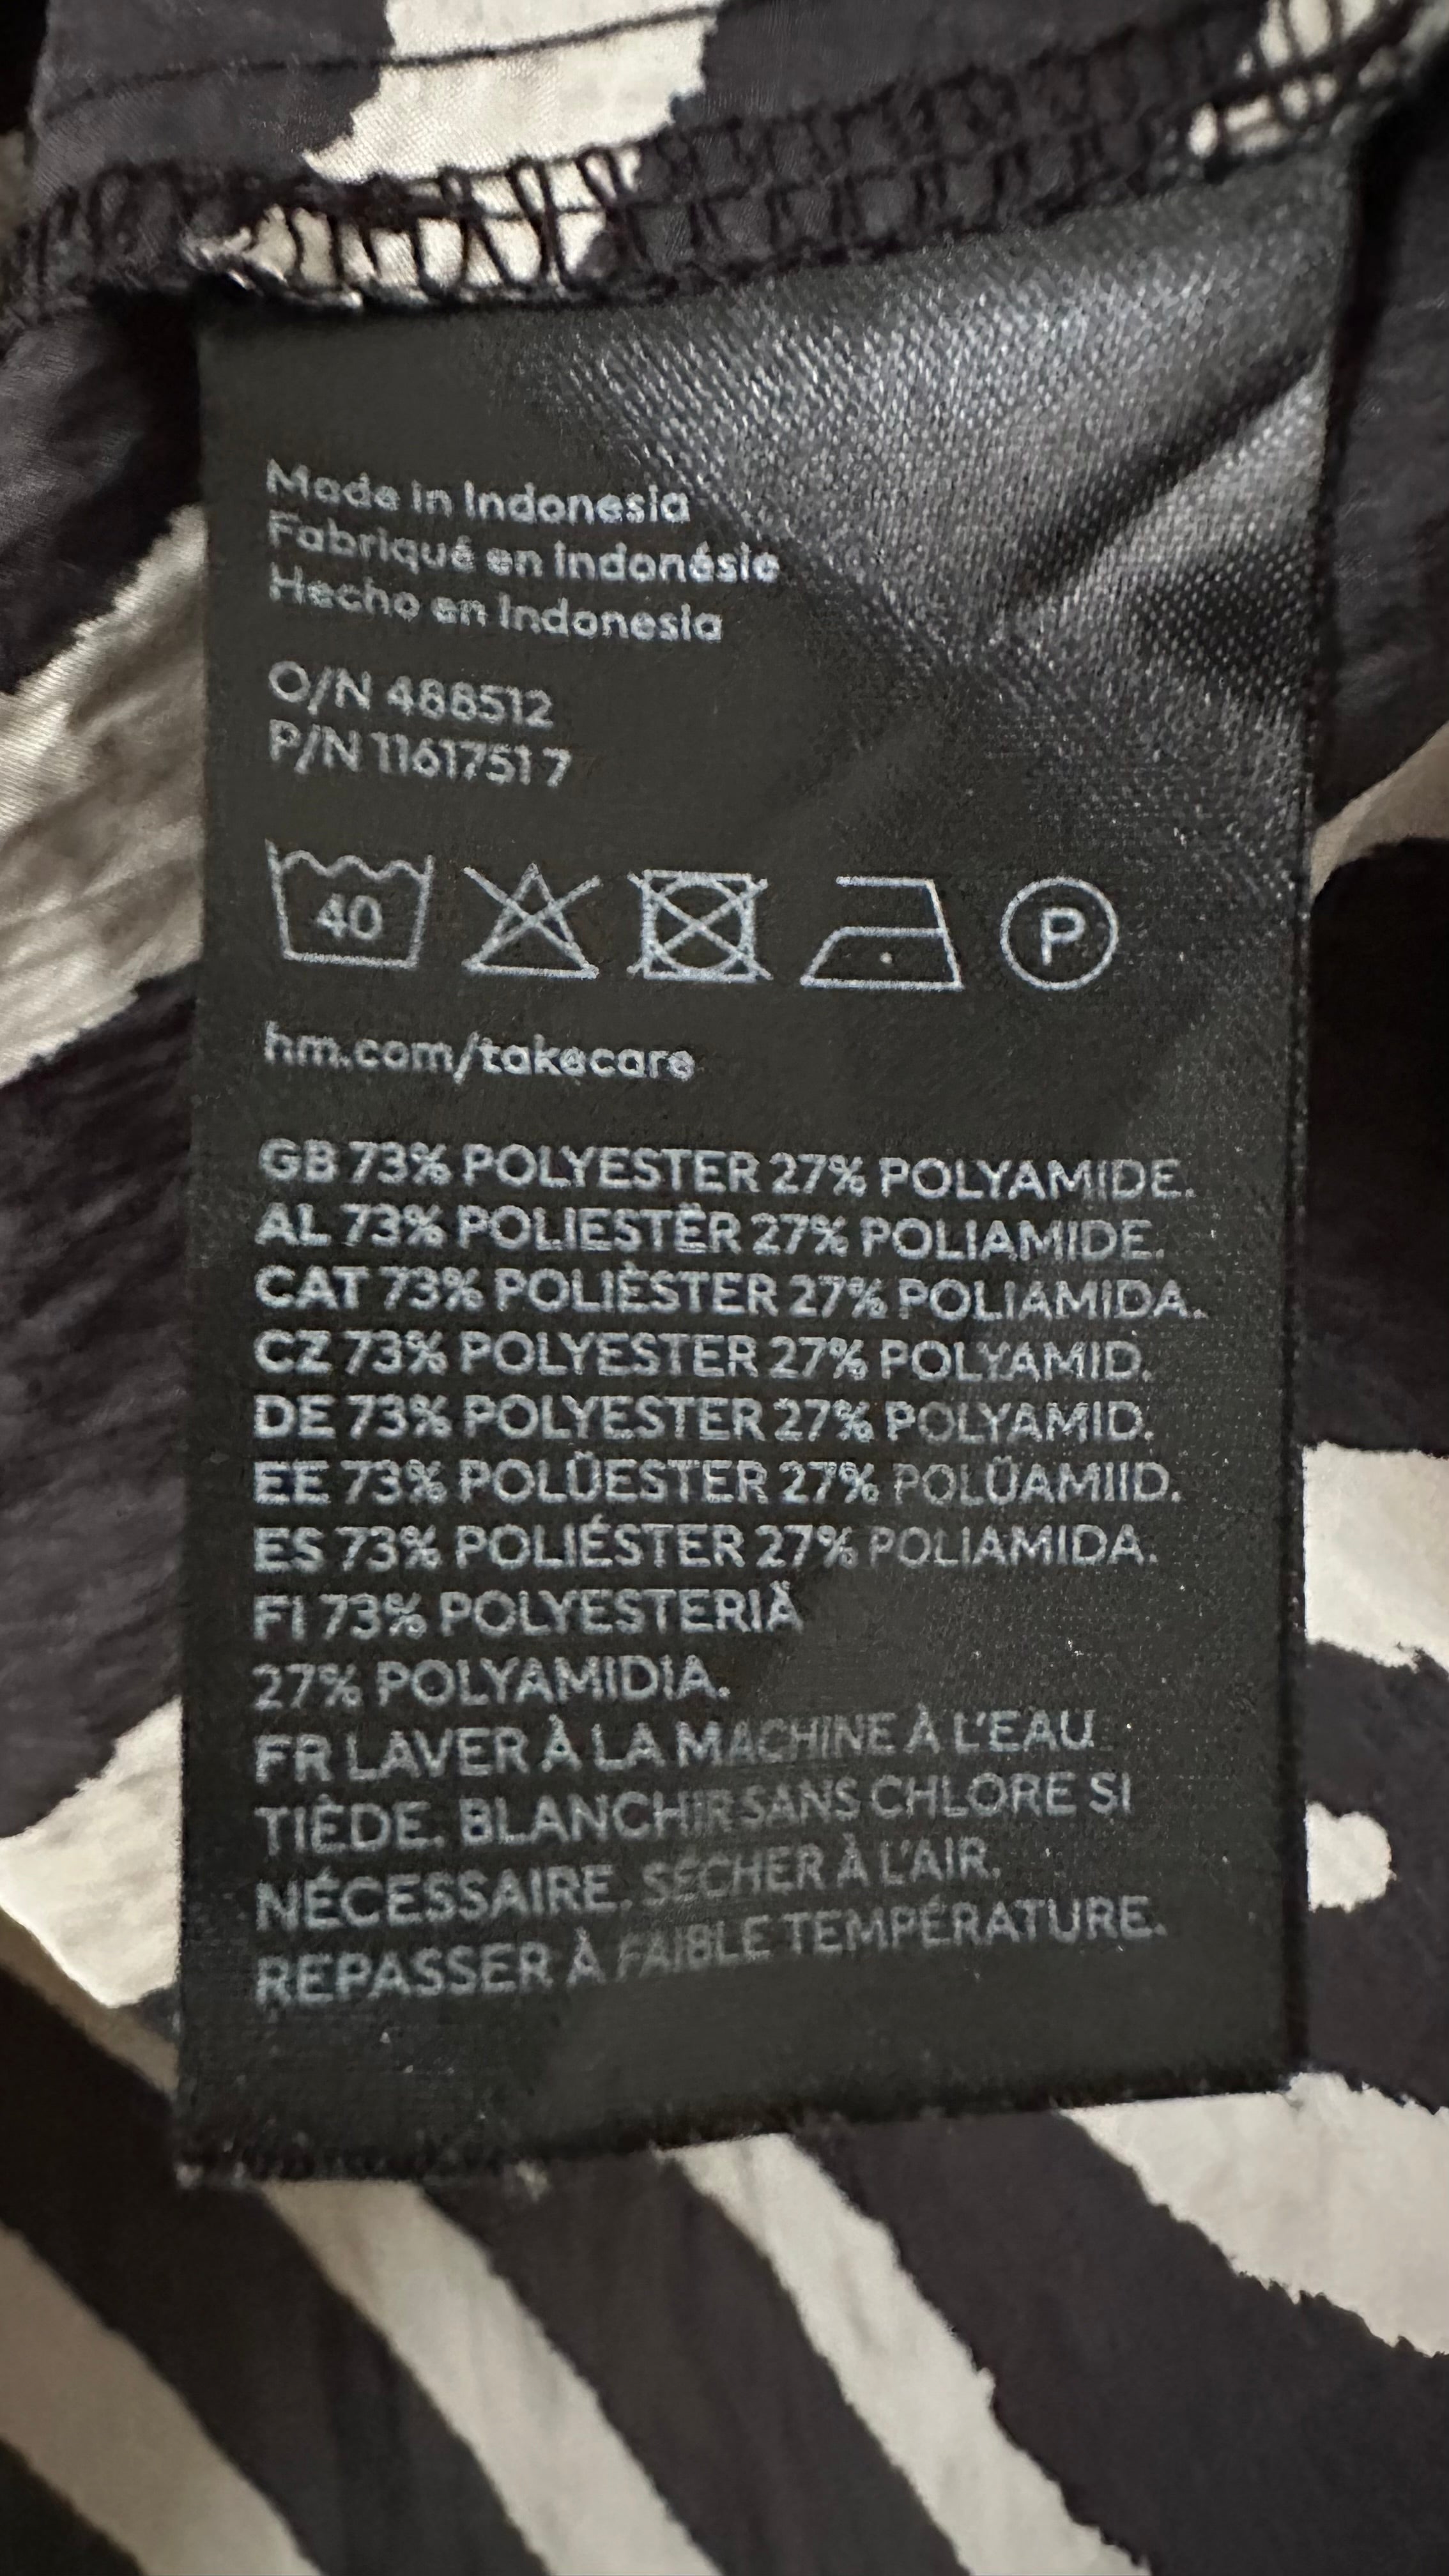 Made in Indonesia
Fabriqué en Indonésie
Hecho en Indonesia
O/N 488512
P/N 11617517
40
P
hm.com/takecare
GB 73% POLYESTER 27% POLYAMIDE.
AL 73% POLIESTËR 27% POLIAMIDE.
CAT 73% POLIÈSTER 27% POLIAMIDA.
CZ 73% POLYESTER 27% POLYAMID.
DE 73% POLYESTER 27% POLYAMID.
EE 73% POLÜESTER 27% POLÜAMIID.
ES 73% POLIÉSTER 27% POLIAMIDA.
FI 73% POLYESTERIÄ
27% POLYAMIDIA.
FR LAVER À LA MACHINE À L'EAU
TIÈDE. BLANCHIR SANS CHLORE SI
NÉCESSAIRE. SÉCHER À L'AIR.
REPASSER À FAIBLE TEMPÉRATURE.